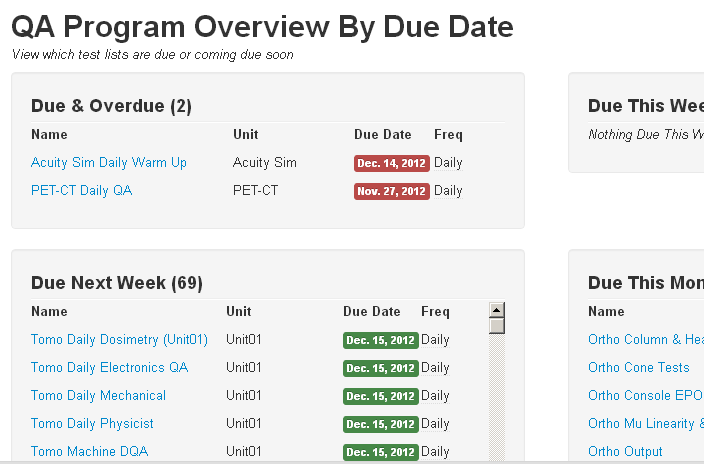 QA Program Overview By Due Date
View which test lists are due or coming due soon
Due & Overdue (2)
Name Unit Due Date Freq
Acuity Sim Daily Warm Up Acuity Sim Dec. 14, 2012 Daily
PET-CT Daily QA PET-CT Nov. 27, 2012 Daily
Due This
Nothing Due This
Due Next Week (69)
Name Unit Due Date Freq
Tomo Daily Dosimetry (Unit01) Unit01 Dec. 15, 2012 Daily
Tomo Daily Electronics QA Unit01 Dec. 15, 2012 Daily
Tomo Daily Mechanical Unit01 Dec. 15, 2012 Daily
Tomo Daily Physicist Unit01 Dec. 15, 2012 Daily
Tomo Machine DQA Unit01 Dec. 15, 2012 Daily
Due This
Name
Ortho Column &
Ortho Cone Tests
Ortho Console EPO
Ortho Mu Linearity &
Ortho Output